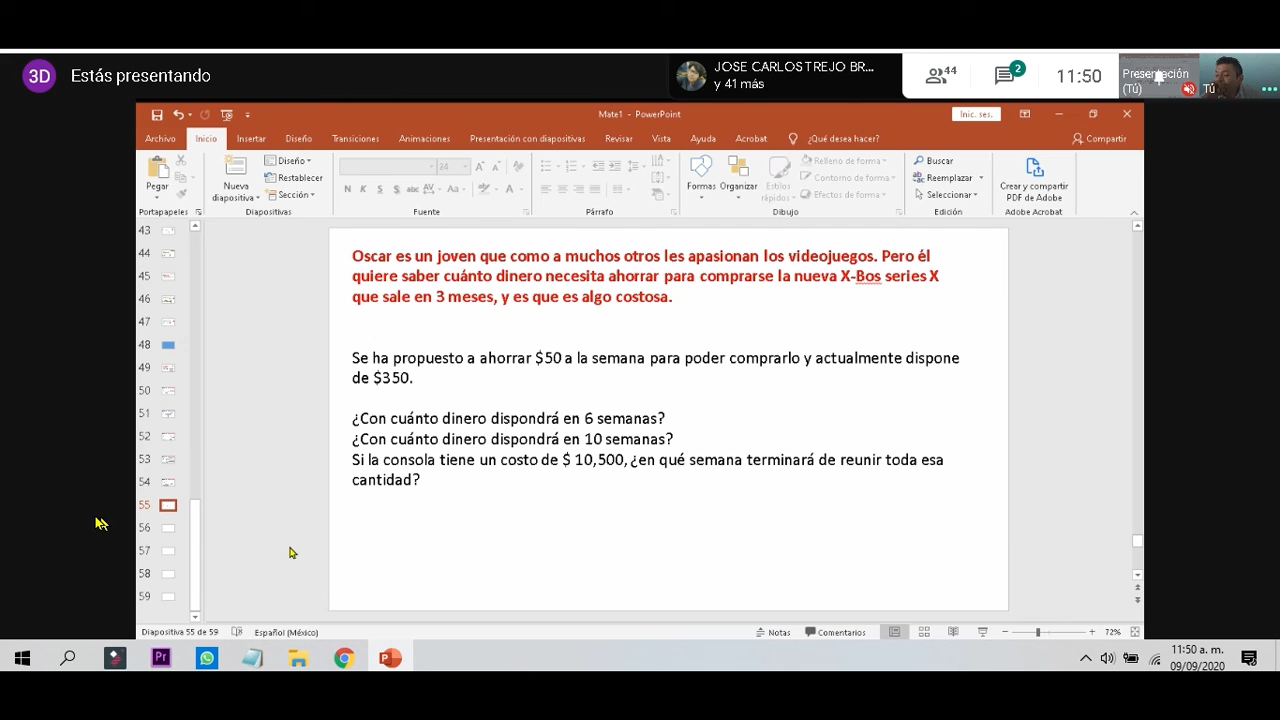 3D Estás presentando
JOSE CARLOS TREJO BR...
y 41 más
44
2
11:50
Presentación
(Tú)
Tú
Mate1 - PowerPoint
Inic. ses.
Archivo Inicio Insertar Diseño Transiciones Animaciones Presentación con diapositivas Revisar Vista Ayuda Acrobat ¿Qué desea hacer? Compartir
Pegar
Nueva
diapositiva
Diseño
Restablecer
Sección
24
N K S S abc AV Aa A
Formas
Organizar
Estilos
rápidos
Relleno de forma
Contorno de forma
Efectos de forma
Buscar
Reemplazar
Seleccionar
Crear y compartir
PDF de Adobe
Portapapeles Diapositivas Fuente Párrafo Dibujo Edición Adobe Acrobat
43
44
45
46
47
48
49
50
51
52
53
54
55
56
57
58
59
Oscar es un joven que como a muchos otros les apasionan los videojuegos. Pero él
quiere saber cuánto dinero necesita ahorrar para comprarse la nueva X-Bos series X
que sale en 3 meses, y es que es algo costosa.
Se ha propuesto a ahorrar $50 a la semana para poder comprarlo y actualmente dispone
de $350.
¿Con cuánto dinero dispondrá en 6 semanas?
¿Con cuánto dinero dispondrá en 10 semanas?
Si la consola tiene un costo de $ 10,500, ¿en qué semana terminará de reunir toda esa
cantidad?
Diapositiva 55 de 59 Español (México) Notas Comentarios 72%
Pr
11:50 a. m.
09/09/2020